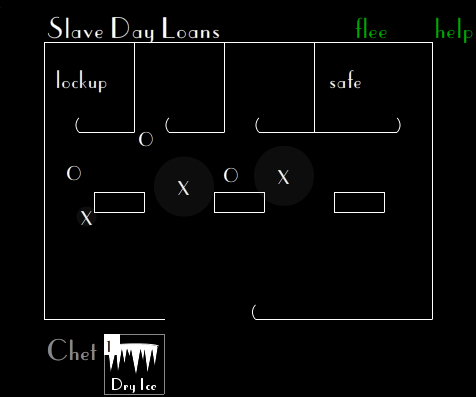 Slave Day Loans flee help
lockup safe
O
O O X
X
X
Chet
1
Dry Ice